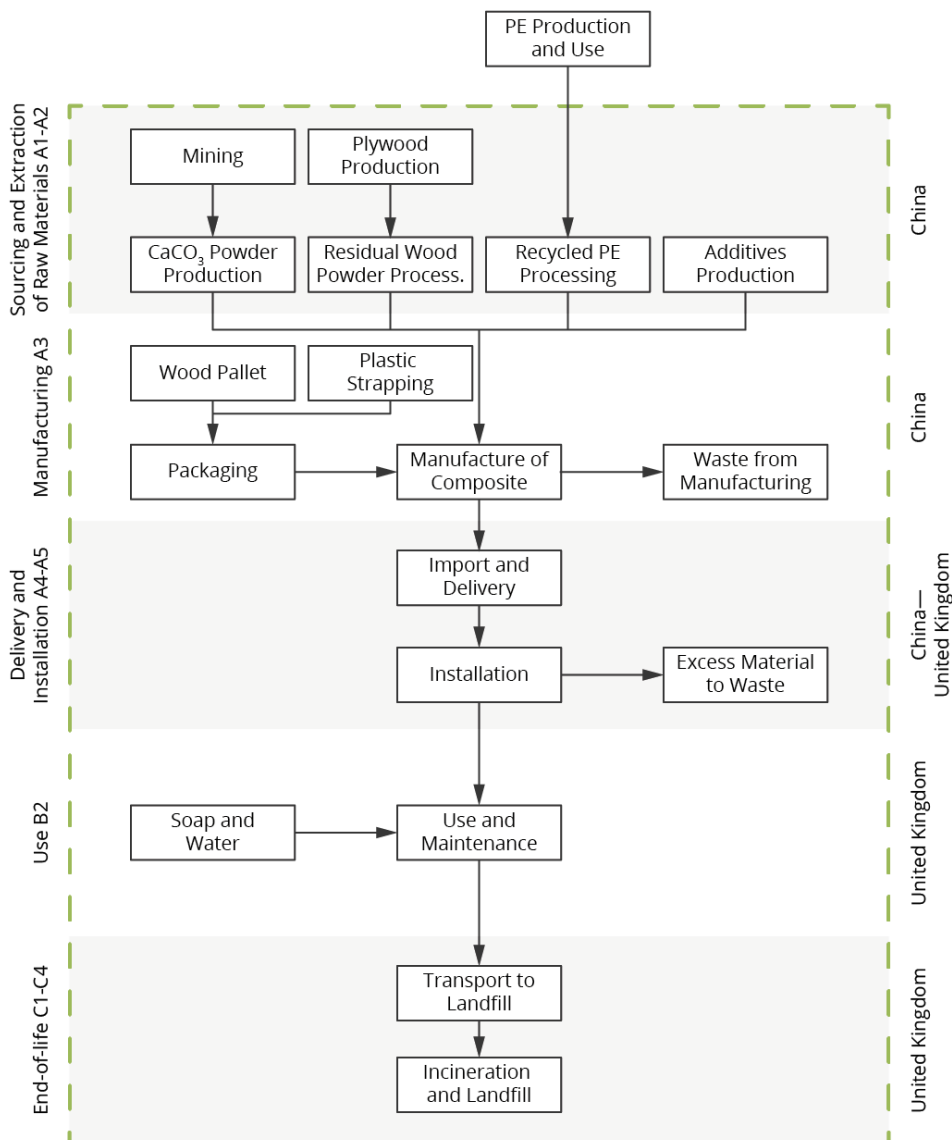 PE Production
and Use
Sourcing and Extraction
of Raw Materials A1-A2
Mining
Plywood
Production
China
CaCO₃ Powder
Production
Residual Wood
Powder Process.
Recycled PE
Processing
Additives
Production
Manufacturing A3
Wood Pallet
Plastic
Strapping
China
Packaging
Manufacture of
Composite
Waste from
Manufacturing
Delivery and
Installation A4-A5
Import and
Delivery
China—
United Kingdom
Installation
Excess Material
to Waste
Use B2
Soap and
Water
Use and
Maintenance
United Kingdom
End-of-life C1-C4
Transport to
Landfill
United Kingdom
Incineration
and Landfill